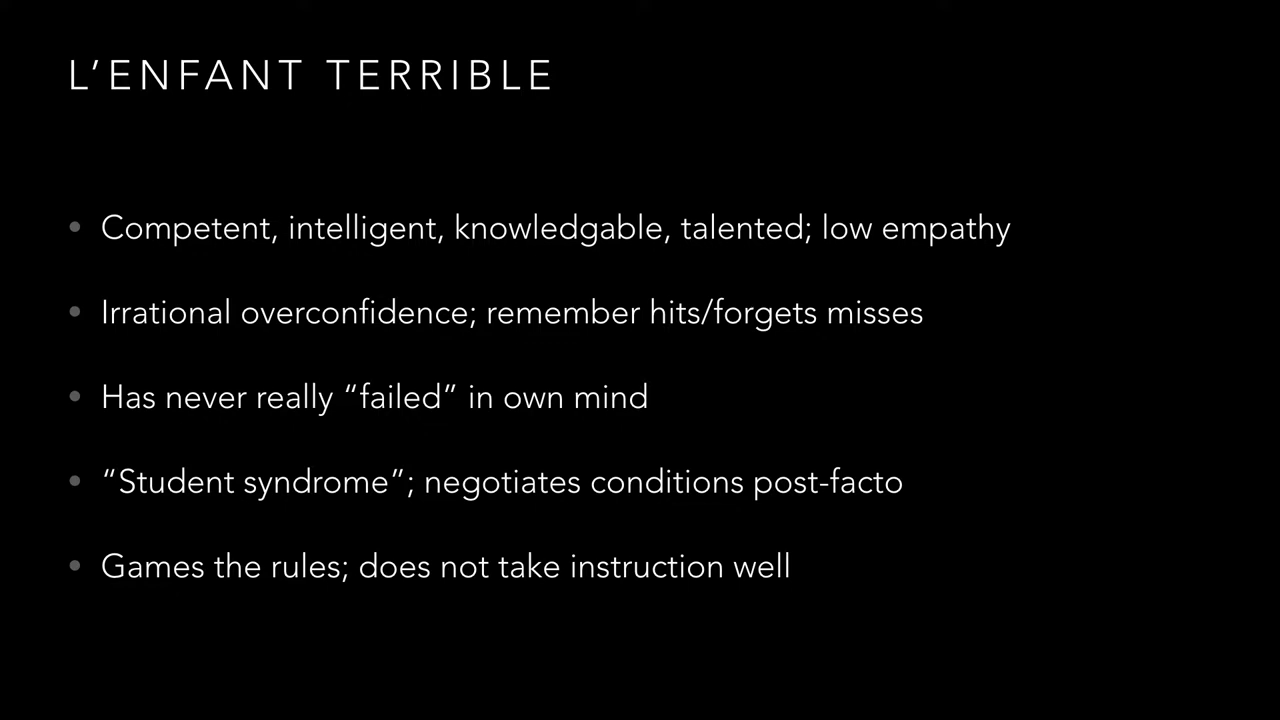 L’ENFANT TERRIBLE
• Competent, intelligent, knowledgable, talented; low empathy
• Irrational overconfidence; remember hits/forgets misses
• Has never really “failed” in own mind
• “Student syndrome”; negotiates conditions post-facto
• Games the rules; does not take instruction well